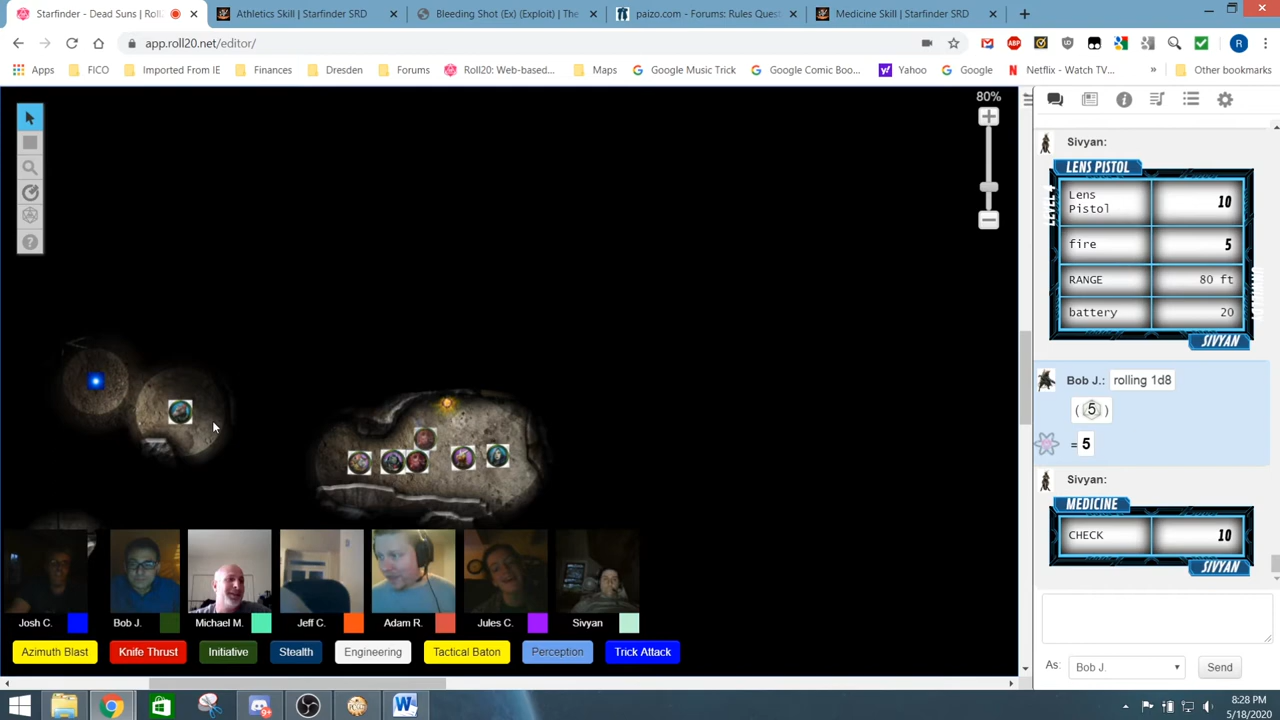 Starfinder - Dead Suns | Roll
Athletics Skill | Starfinder SRD
Bleeding Shot (Ex) (Exploit) | The
paizo.com - Forums: Rules Quest
Medicine Skill | Starfinder SRD
app.roll20.net/editor/
Apps
FICO
Imported From IE
Finances
Dresden
Forums
Roll20: Web-based...
Maps
Google Music Trick
Google Comic Boo...
Yahoo
Google
Netflix - Watch TV...
Other bookmarks
80%
Sivyan:
LENS PISTOL
LEVEL 4
Lens Pistol 10
fire 5
RANGE 80 ft
battery 20
SIVYAN
Bob J.: rolling 1d8
(5)
= 5
Sivyan:
MEDICINE
CHECK 10
SIVYAN
Josh C.
Bob J.
Michael M.
Jeff C.
Adam R.
Jules C.
Sivyan
Azimuth Blast
Knife Thrust
Initiative
Stealth
Engineering
Tactical Baton
Perception
Trick Attack
As:
Bob J.
Send
8:28 PM
5/18/2020